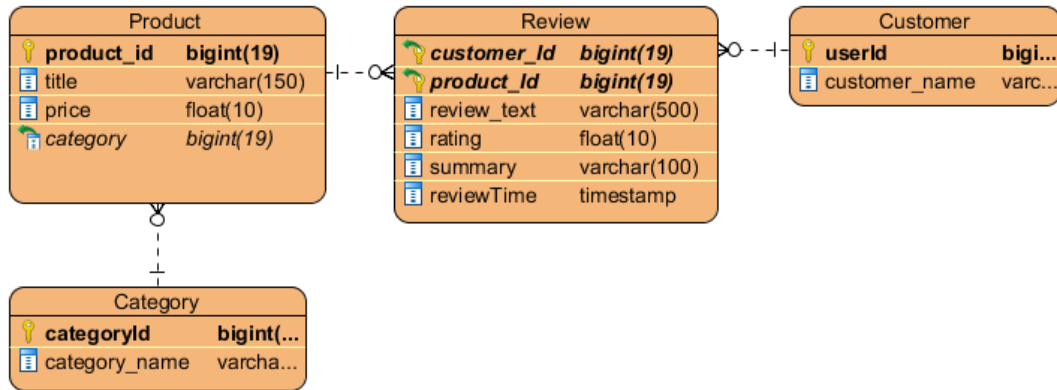 Product
product_id bigint(19)
title varchar(150)
price float(10)
category bigint(19)
Review
customer_Id bigint(19)
product_Id bigint(19)
review_text varchar(500)
rating float(10)
summary varchar(100)
reviewTime timestamp
Customer
userId bigi...
customer_name varc...
Category
categoryId bigint(...
category_name varcha...